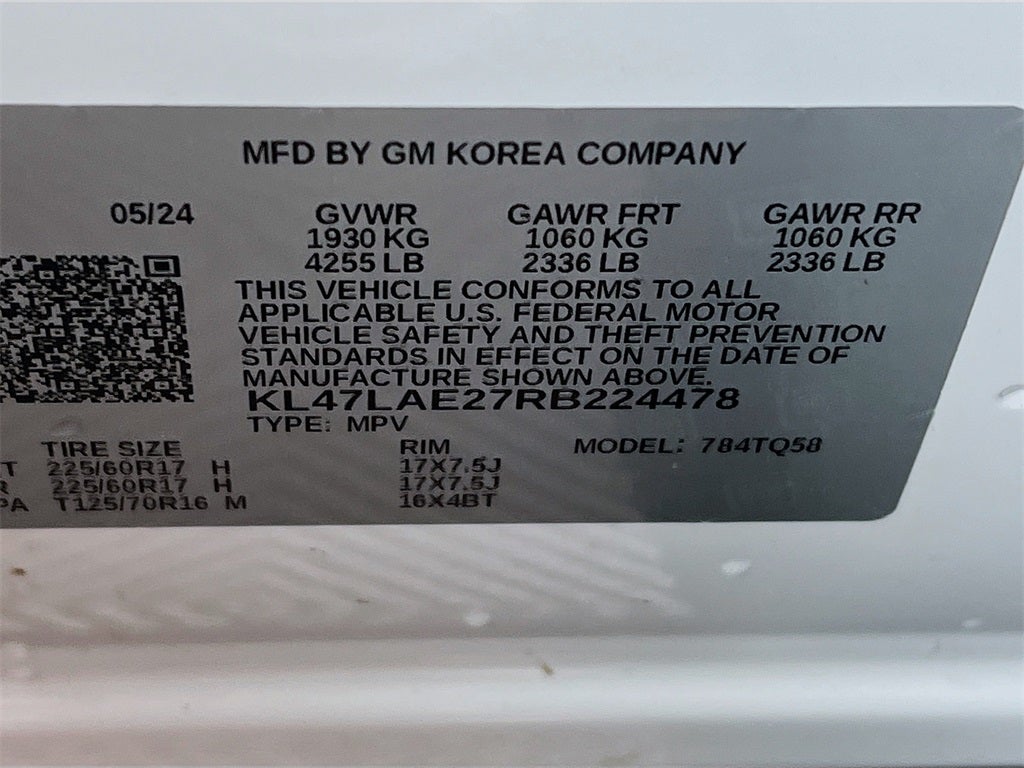 MFD BY GM KOREA COMPANY
05/24 GVWR GAWR FRT GAWR RR
1930 KG 1060 KG 1060 KG
4255 LB 2336 LB 2336 LB
THIS VEHICLE CONFORMS TO ALL
APPLICABLE U.S. FEDERAL MOTOR
VEHICLE SAFETY AND THEFT PREVENTION
STANDARDS IN EFFECT ON THE DATE OF
MANUFACTURE SHOWN ABOVE.
KL47LAE27RB224478
TYPE: MPV
TIRE SIZE RIM MODEL: 784TQ58
T 225/60R17 H 17X7.5J
R 225/60R17 H 17X7.5J
PA T125/70R16 M 16X4BT